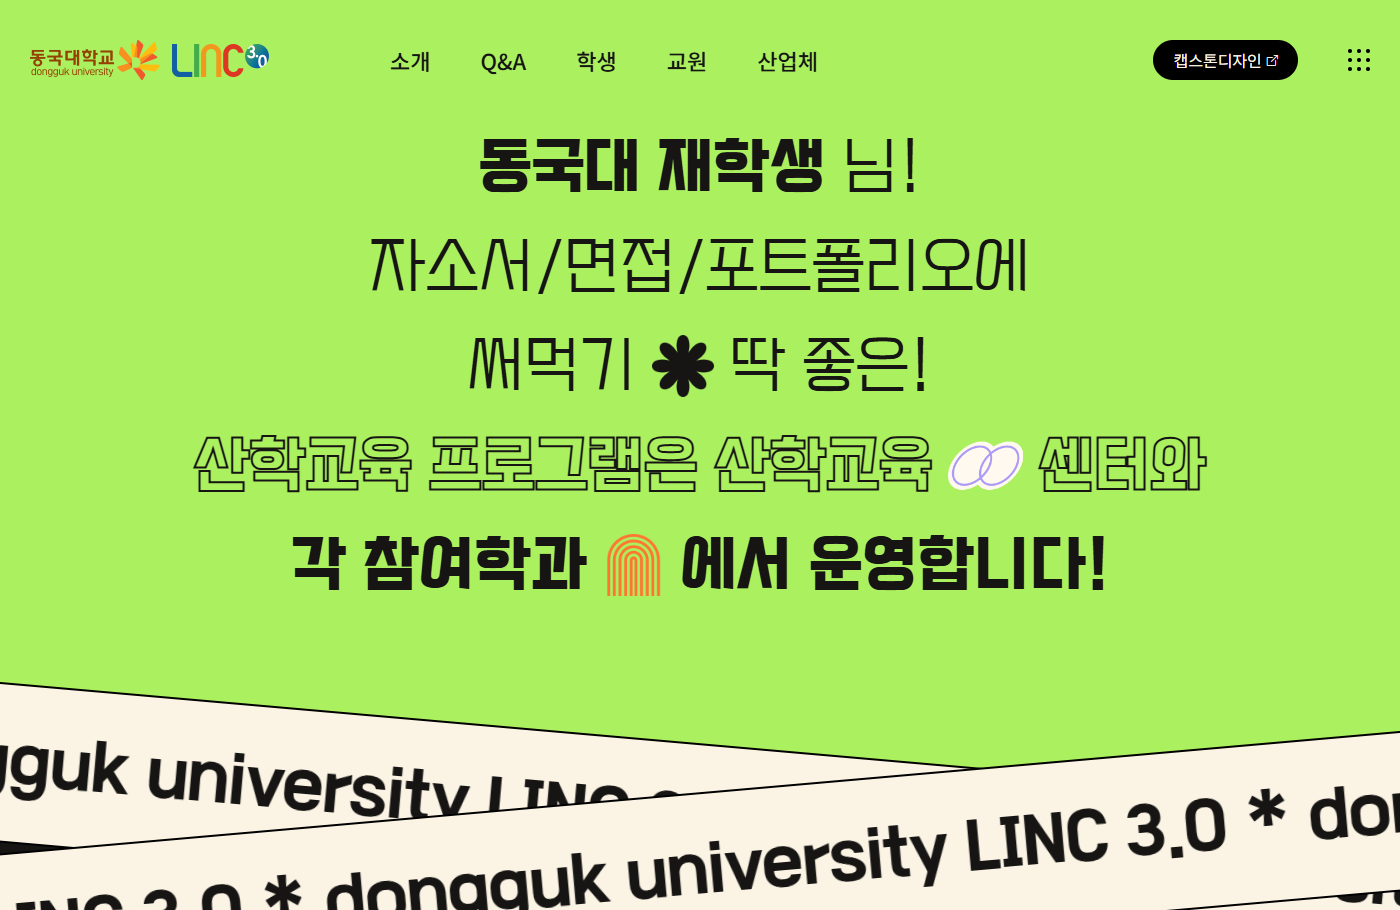 동국대학교
dongguk university
LINC 3.0
소개
Q&A
학생
교원
산업체
캡스톤디자인
동국대 재학생 님!
자소서/면접/포트폴리오에
써먹기 딱 좋은!
산학교육 프로그램은 산학교육 센터와
각 참여학과 에서 운영합니다!
university LINC
university LINC 3.0 *
3.0 * dongguk